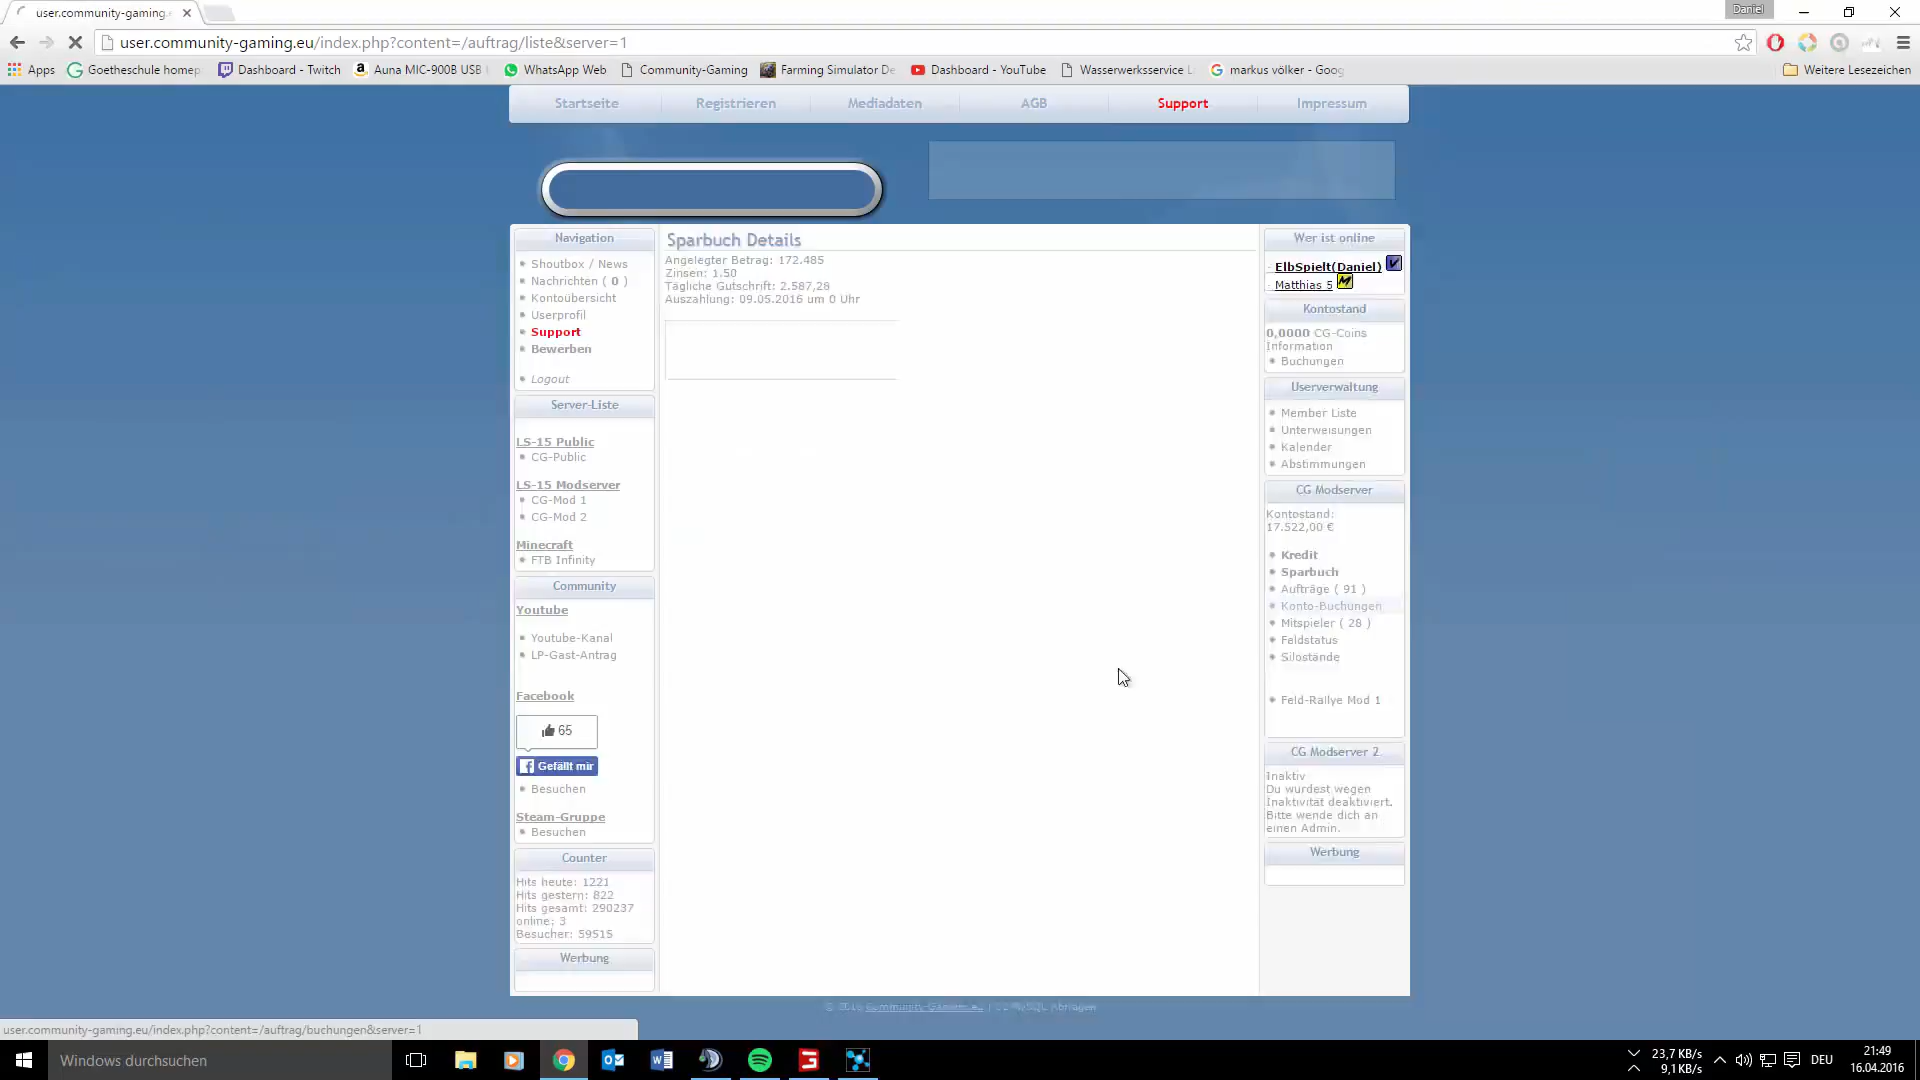 user.community-gaming.
Daniel
user.community-gaming.eu/index.php?content=/auftrag/liste&server=1
Apps
Goetheschule homep
Dashboard - Twitch
Auna MIC-900B USB
WhatsApp Web
Community-Gaming
Farming Simulator De
Dashboard - YouTube
Wasserwerksservice L
markus völker - Goog
Weitere Lesezeichen
Startseite
Registrieren
Mediadaten
AGB
Support
Impressum
Navigation
Shoutbox / News
Nachrichten ( 0 )
Kontoübersicht
Userprofil
Support
Bewerben
Logout
Server-Liste
LS-15 Public
CG-Public
LS-15 Modserver
CG-Mod 1
CG-Mod 2
Minecraft
FTB Infinity
Community
Youtube
Youtube-Kanal
LP-Gast-Antrag
Facebook
65
Gefällt mir
Besuchen
Steam-Gruppe
Besuchen
Counter
Hits heute: 1221
Hits gestern: 822
Hits gesamt: 290237
online: 3
Besucher: 59515
Werbung
Sparbuch Details
Angelegter Betrag: 172.485
Zinsen: 1.50
Tägliche Gutschrift: 2.587,28
Auszahlung: 09.05.2016 um 0 Uhr
Wer ist online
ElbSpielt(Daniel)
Matthias 5
Kontostand
0,0000 CG-Coins
Information
Buchungen
Userverwaltung
Member Liste
Unterweisungen
Kalender
Abstimmungen
CG Modserver
Kontostand:
17.522,00 €
Kredit
Sparbuch
Aufträge ( 91 )
Konto-Buchungen
Mitspieler ( 28 )
Feldstatus
Silostände
Feld-Rallye Mod 1
CG Modserver 2
Inaktiv
Du wurdest wegen
Inaktivität deaktiviert.
Bitte wende dich an
einen Admin.
Werbung
user.community-gaming.eu/index.php?content=/auftrag/buchungen&server=1
Windows durchsuchen
23,7 KB/s
9,1 KB/s
DEU
21:49
16.04.2016